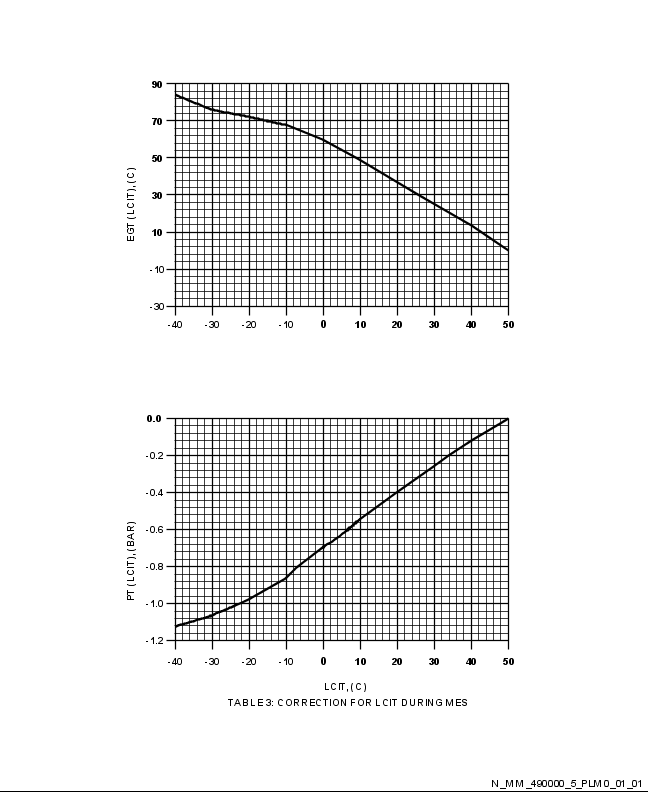 90
70
50
30
10
-10
-30
EGT (LCIT), (C)
-40 -30 -20 -10 0 10 20 30 40 50
0.0
-0.2
-0.4
-0.6
-0.8
-1.0
-1.2
PT (LCIT), (BAR)
-40 -30 -20 -10 0 10 20 30 40 50
LCIT, (C)
TABLE 3: CORRECTION FOR LCIT DURING MES
N_MM_490000_5_PLM0_01_01